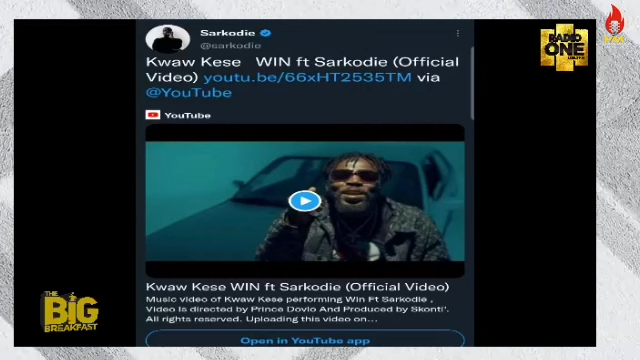 Sarkodie
@sarkodie
Kwaw Kese WIN ft Sarkodie (Official
Video) youtu.be/66xHT2535TM via
@YouTube
YouTube
Kwaw Kese WIN ft Sarkodie (Official Video)
Music video of Kwaw Kese performing Win Ft Sarkodie ,
Video is directed by Prince Dovlo And Produced by Skonti'.
All rights reserved. Uploading this video on...
Open in YouTube app
RADIO
ONE
THE
BIG
BREAKFAST